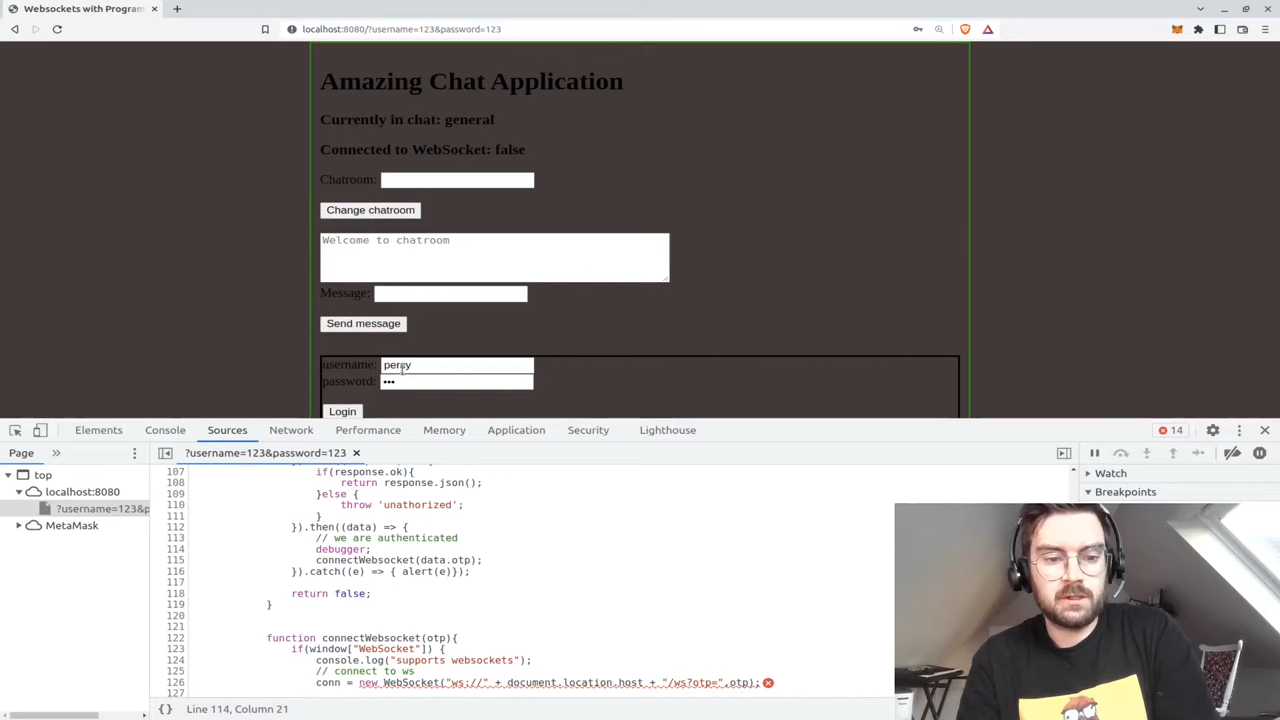 Websockets with Program
localhost:8080/?username=123&password=123
Amazing Chat Application
Currently in chat: general
Connected to WebSocket: false
Chatroom:
Change chatroom
Welcome to chatroom
Message:
Send message
username: percy
password: •••
Login
Elements Console Sources Network Performance Memory Application Security Lighthouse 14
Page ?username=123&password=123
top
localhost:8080
?username=123&p
MetaMask
Watch
Breakpoints
107 if(response.ok){
108 return response.json();
109 }else {
110 throw 'unathorized';
111 }
112 }).then((data) => {
113 // we are authenticated
114 debugger;
115 connectWebsocket(data.otp);
116 }).catch((e) => { alert(e)});
117
118 return false;
119 }
120
121
122 function connectWebsocket(otp){
123 if(window["WebSocket"]) {
124 console.log("supports websockets");
125 // connect to ws
126 conn = new WebSocket("ws://" + document.location.host + "/ws?otp=",otp);
127
{} Line 114, Column 21